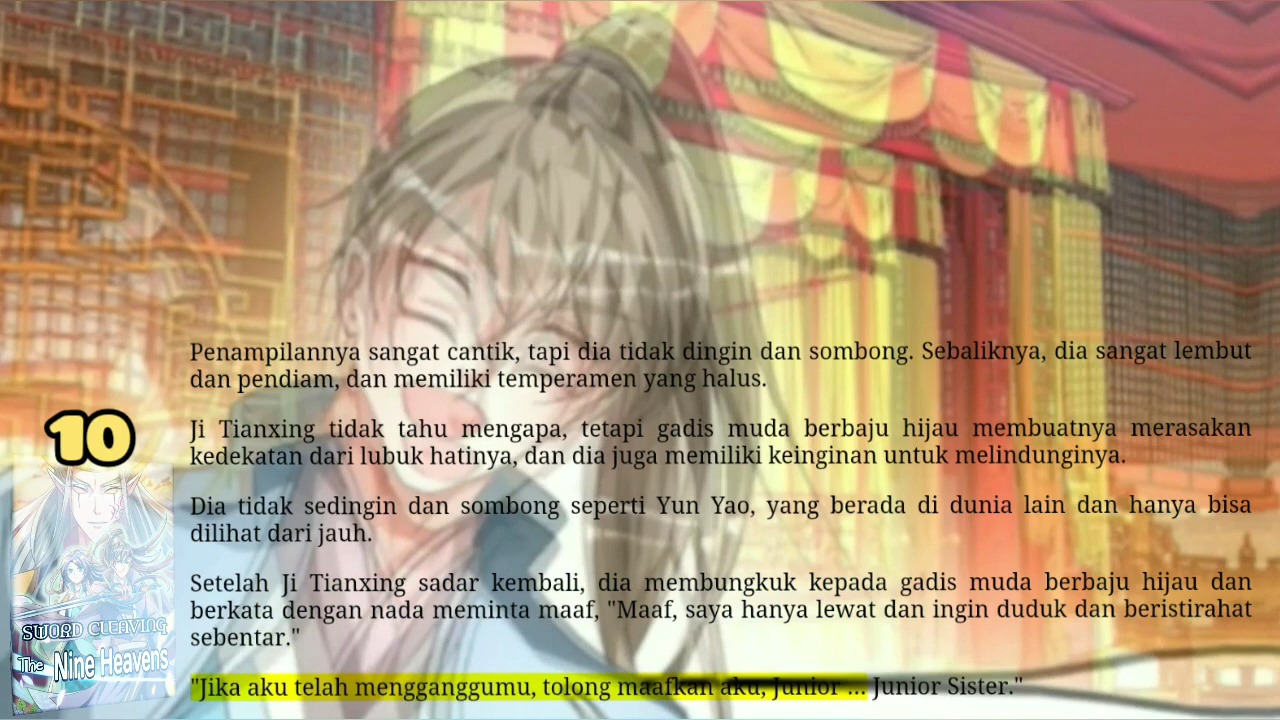 Penampilannya sangat cantik, tapi dia tidak dingin dan sombong. Sebaliknya, dia sangat lembut
dan pendiam, dan memiliki temperamen yang halus.
Ji Tianxing tidak tahu mengapa, tetapi gadis muda berbaju hijau membuatnya merasakan
kedekatan dari lubuk hatinya, dan dia juga memiliki keinginan untuk melindunginya.
Dia tidak sedingin dan sombong seperti Yun Yao, yang berada di dunia lain dan hanya bisa
dilihat dari jauh.
Setelah Ji Tianxing sadar kembali, dia membungkuk kepada gadis muda berbaju hijau dan
berkata dengan nada meminta maaf, "Maaf, saya hanya lewat dan ingin duduk dan beristirahat
sebentar."
"Jika aku telah mengganggumu, tolong maafkan aku, Junior ... Junior Sister."
10
SWORD CLEAVING
The Nine Heavens